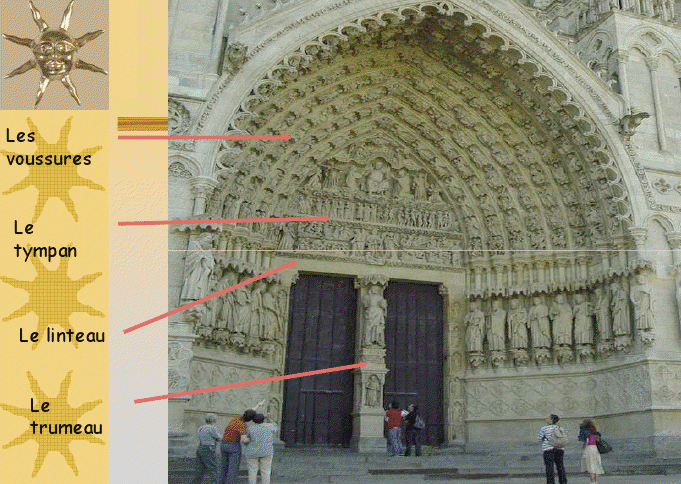 Les
voussures
Le
tympan
Le linteau
Le
trumeau